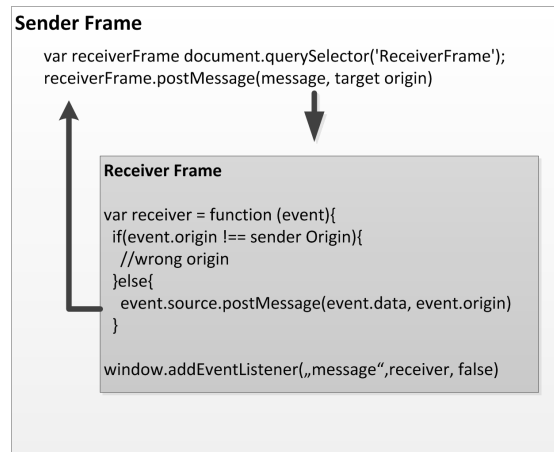 Sender Frame
var receiverFrame document.querySelector('ReceiverFrame');
receiverFrame.postMessage(message, target origin)
Receiver Frame
var receiver = function (event){
if(event.origin !== sender Origin){
//wrong origin
}else{
event.source.postMessage(event.data, event.origin)
}
window.addEventListener(„message“,receiver, false)